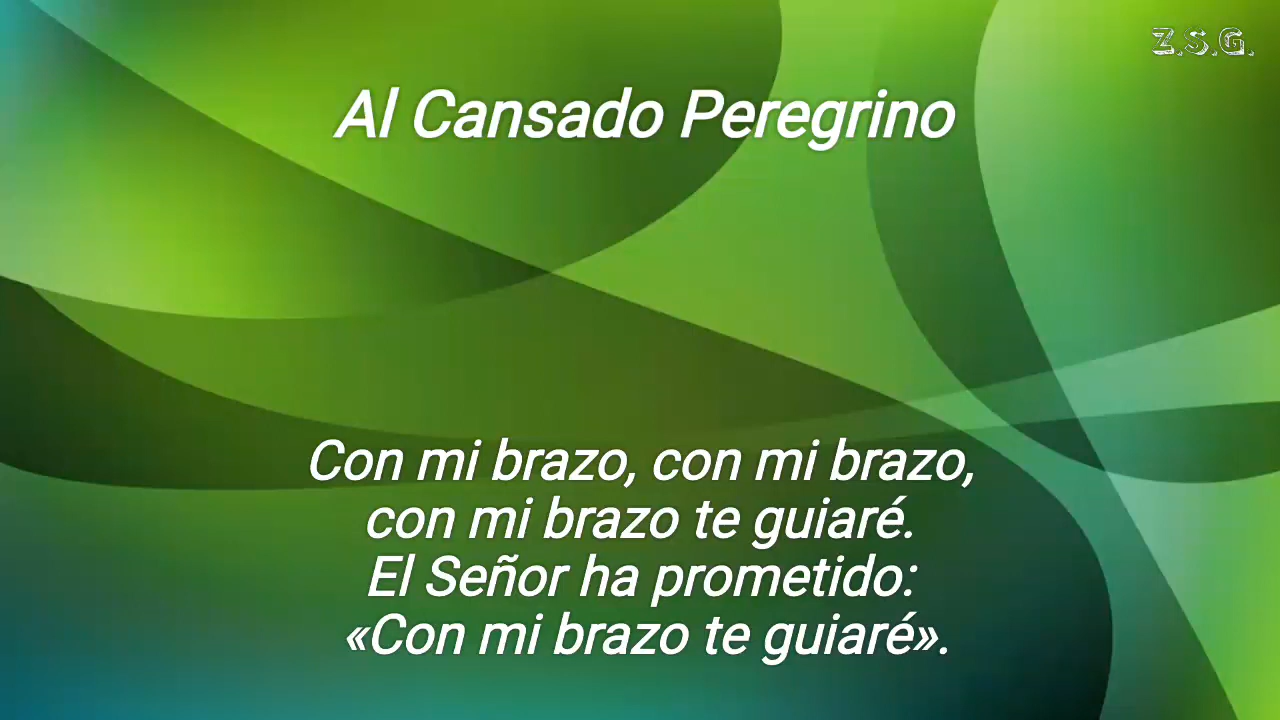 Z.S.G.
Al Cansado Peregrino
Con mi brazo, con mi brazo,
con mi brazo te guiaré.
El Señor ha prometido:
«Con mi brazo te guiaré».